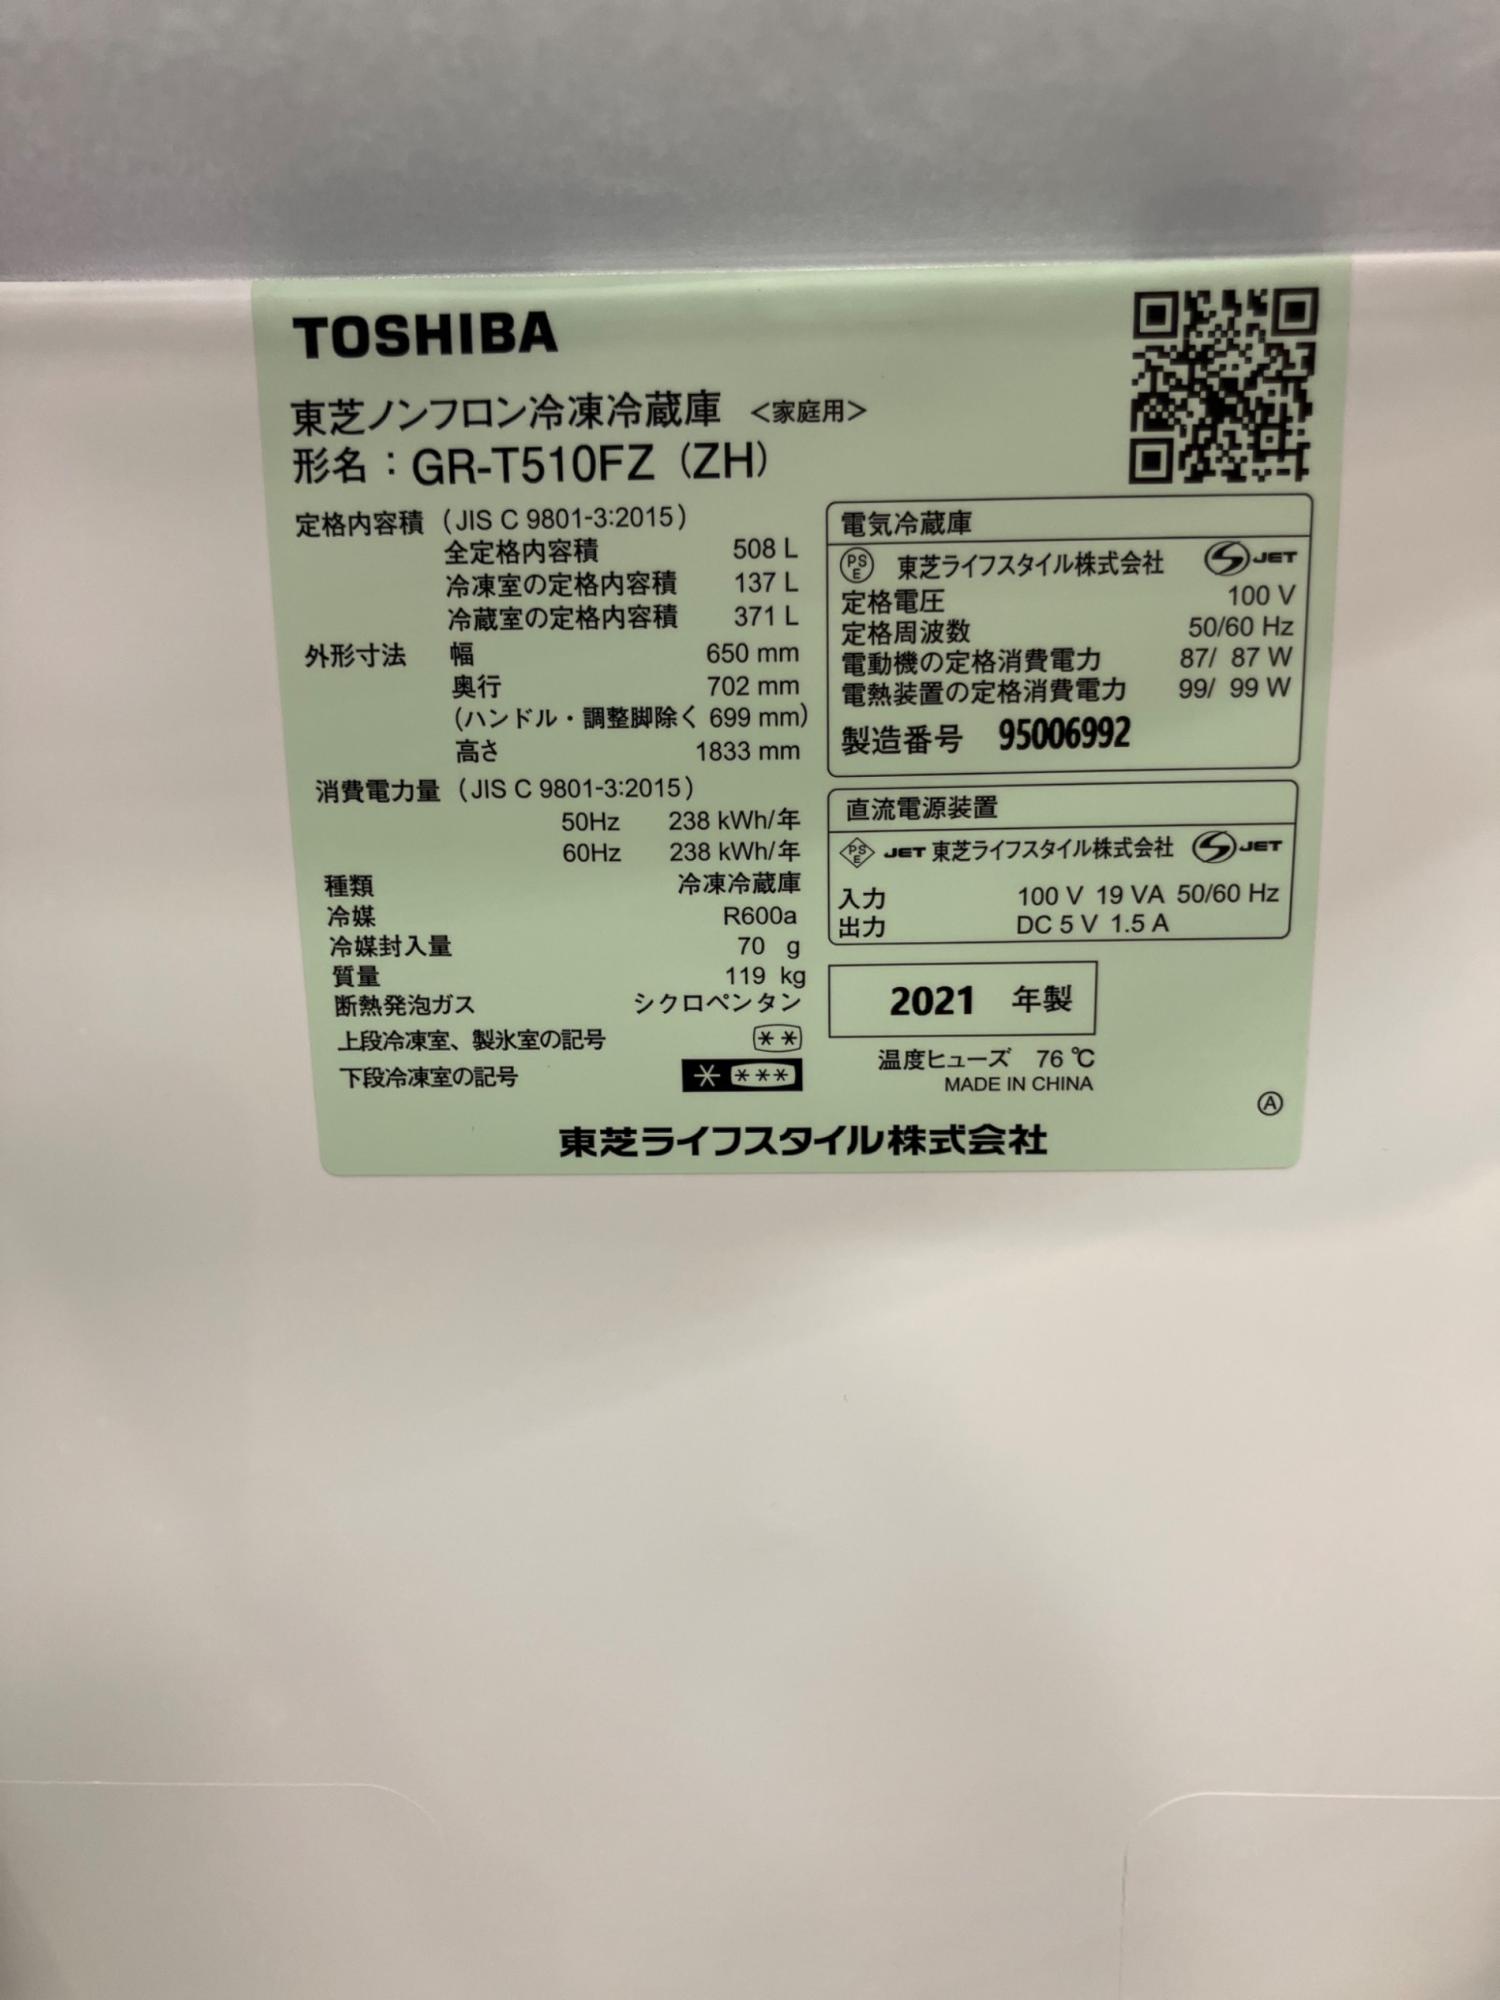 TOSHIBA
東芝ノンフロン冷凍冷蔵庫 <家庭用>
形名：GR-T510FZ (ZH)
定格内容積 (JIS C 9801-3:2015)
全定格内容積 508 L
冷凍室の定格内容積 137 L
冷蔵室の定格内容積 371 L
外形寸法 幅 650 mm
奥行 702 mm
(ハンドル・調整脚除く 699 mm)
高さ 1833 mm
消費電力量 (JIS C 9801-3:2015)
50Hz 238 kWh/年
60Hz 238 kWh/年
種類 冷凍冷蔵庫
冷媒 R600a
冷媒封入量 70 g
質量 119 kg
断熱発泡ガス シクロペンタン
上段冷凍室、製氷室の記号 **
下段冷凍室の記号 * ***
電気冷蔵庫
PSE 東芝ライフスタイル株式会社 S JET
定格電圧 100 V
定格周波数 50/60 Hz
電動機の定格消費電力 87/ 87 W
電熱装置の定格消費電力 99/ 99 W
製造番号 95006992
直流電源装置
PSE JET 東芝ライフスタイル株式会社 S JET
入力 100 V 19 VA 50/60 Hz
出力 DC 5 V 1.5 A
2021 年製
温度ヒューズ 76 ℃
MADE IN CHINA
Ⓐ
東芝ライフスタイル株式会社